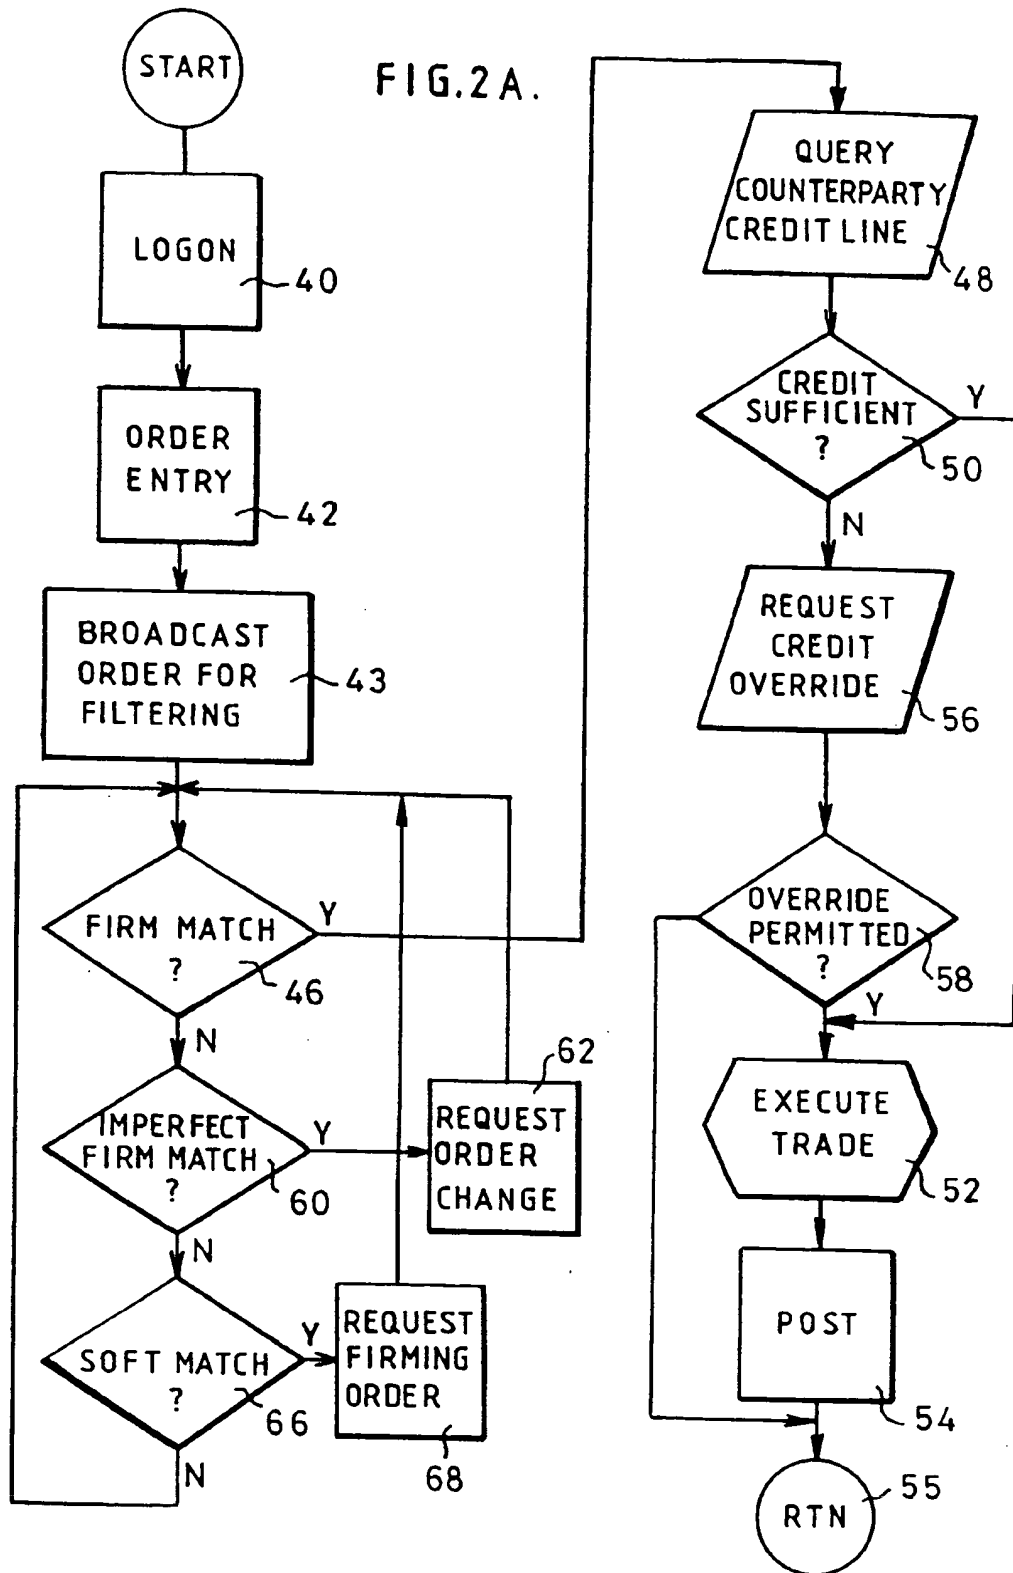 START
FIG.2A.
LOGON
40
ORDER
ENTRY
42
BROADCAST
ORDER FOR
FILTERING
43
FIRM MATCH
?
46
Y
N
IMPERFECT
FIRM MATCH
?
60
Y
N
62
REQUEST
ORDER
CHANGE
SOFT MATCH
?
66
Y
N
REQUEST
FIRMING
ORDER
68
QUERY
COUNTERPARTY
CREDIT LINE
48
CREDIT
SUFFICIENT
?
50
Y
N
REQUEST
CREDIT
OVERRIDE
56
OVERRIDE
PERMITTED
?
58
Y
EXECUTE
TRADE
52
POST
54
RTN
55